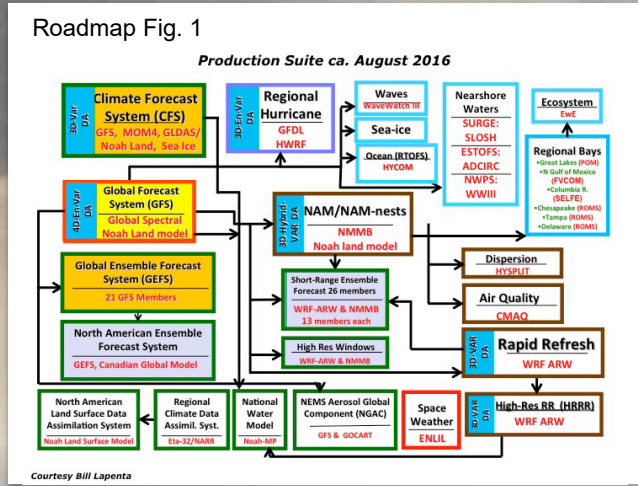 Roadmap Fig. 1
Production Suite ca. August 2016
3D-Var
DA
Climate Forecast
System (CFS)
GFS, MOM4, GLDAS/
Noah Land, Sea Ice
3D-En-Var
DA
Regional
Hurricane
GFDL
HWRF
Waves
WaveWatch III
Sea-ice
Ocean (RTOFS)
HYCOM
Nearshore
Waters
SURGE:
SLOSH
ESTOFS:
ADCIRC
NWPS:
WWIII
Ecosystem
EwE
Regional Bays
•Great Lakes (POM)
•N Gulf of Mexico
(FVCOM)
•Columbia R.
(SELFE)
•Chesapeake (ROMS)
•Tampa (ROMS)
•Delaware (ROMS)
4D-En-Var
DA
Global Forecast
System (GFS)
Global Spectral
Noah Land model
3D-Hybrid-
VAR DA
NAM/NAM-nests
NMMB
Noah land model
Global Ensemble Forecast
System (GEFS)
21 GFS Members
North American Ensemble
Forecast System
GEFS, Canadian Global Model
Short-Range Ensemble
Forecast 26 members
WRF-ARW & NMMB
13 members each
High Res Windows
WRF-ARW & NMMB
Dispersion
HYSPLIT
Air Quality
CMAQ
3D-VAR
DA
Rapid Refresh
WRF ARW
3D-VAR
DA
High-Res RR (HRRR)
WRF ARW
North American
Land Surface Data
Assimilation System
Noah Land Surface Model
Regional
Climate Data
Assimil. Syst.
Eta-32/NARR
National
Water
Model
Noah-MP
NEMS Aerosol Global
Component (NGAC)
GFS & GOCART
Space
Weather
ENLIL
Courtesy Bill Lapenta